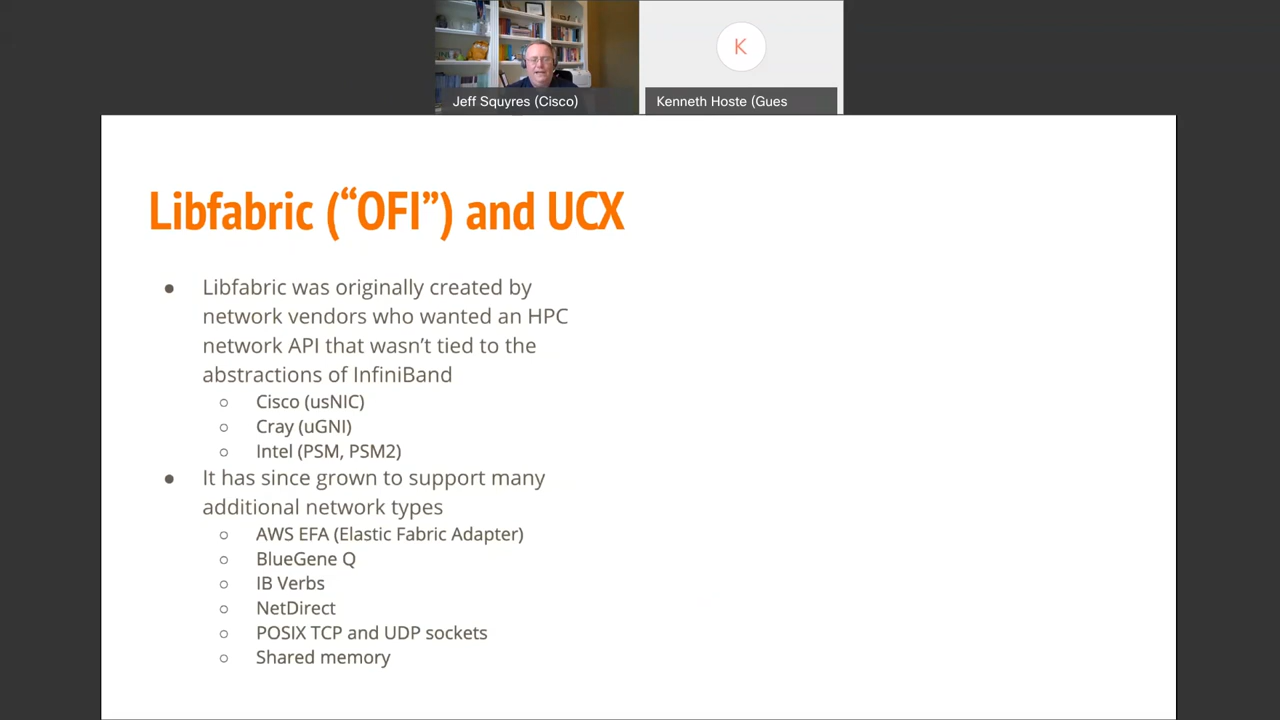 K
Jeff Squyres (Cisco)
Kenneth Hoste (Gues
Libfabric (“OFI”) and UCX
● Libfabric was originally created by
network vendors who wanted an HPC
network API that wasn’t tied to the
abstractions of InfiniBand
○ Cisco (usNIC)
○ Cray (uGNI)
○ Intel (PSM, PSM2)
● It has since grown to support many
additional network types
○ AWS EFA (Elastic Fabric Adapter)
○ BlueGene Q
○ IB Verbs
○ NetDirect
○ POSIX TCP and UDP sockets
○ Shared memory